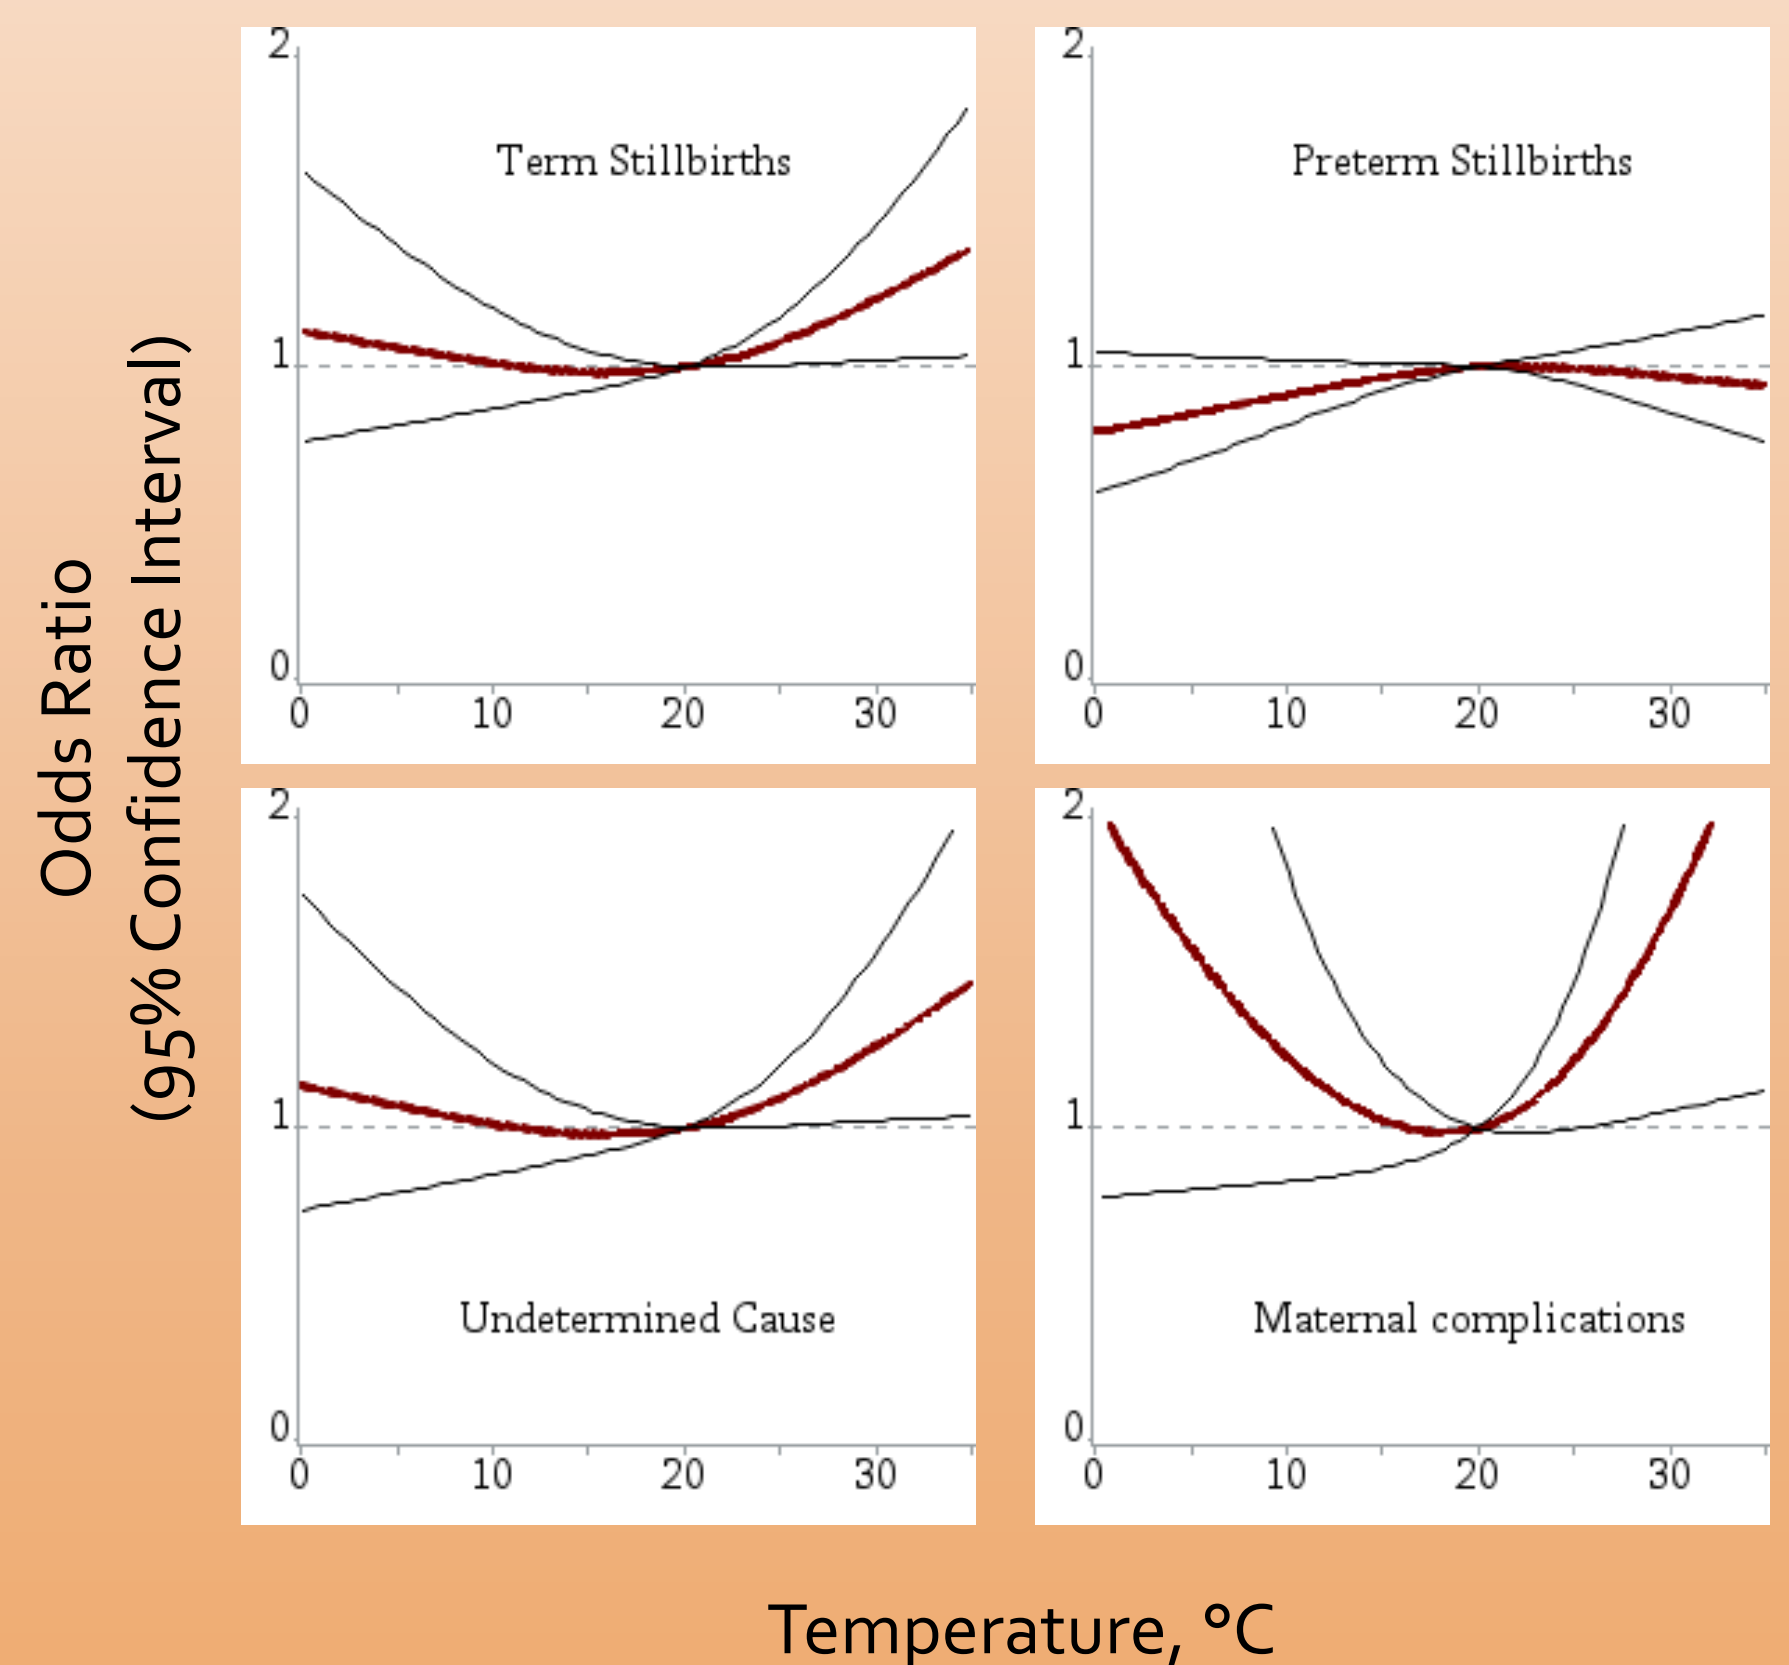 Odds Ratio
(95% Confidence Interval)
2
Term Stillbirths
1
0
0 10 20 30
2
Preterm Stillbirths
1
0
0 10 20 30
2
1
Undetermined Cause
0
0 10 20 30
2
1
Maternal complications
0
0 10 20 30
Temperature, °C